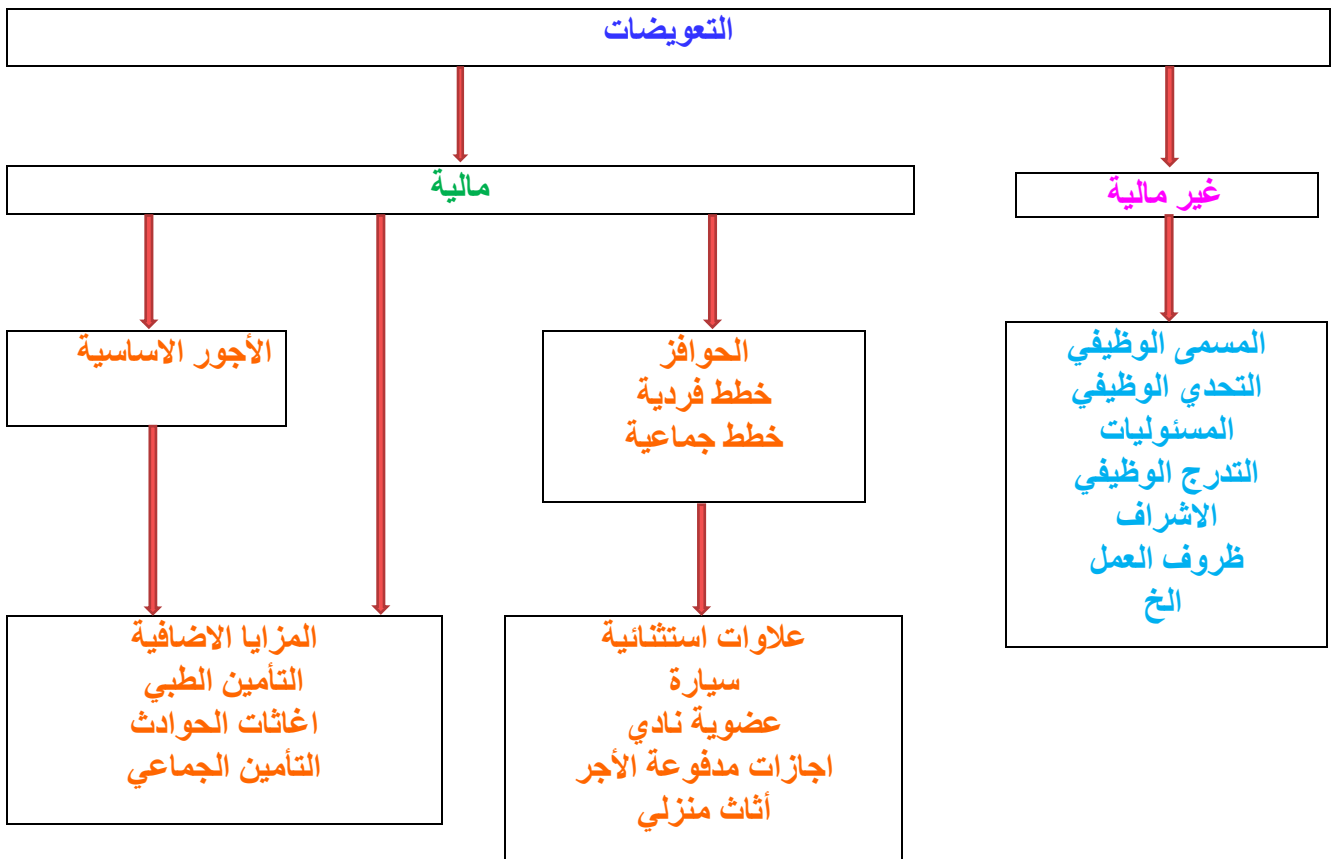 التعويضات
مالية
غير مالية
الأجور الاساسية
الحوافز
خطط فردية
خطط جماعية
المسمى الوظيفي
التحدي الوظيفي
المسئوليات
التدرج الوظيفي
الاشراف
ظروف العمل
الخ
المزايا الاضافية
التأمين الطبي
اغاثات الحوادث
التأمين الجماعي
علاوات استثنائية
سيارة
عضوية نادي
اجازات مدفوعة الأجر
أثاث منزلي